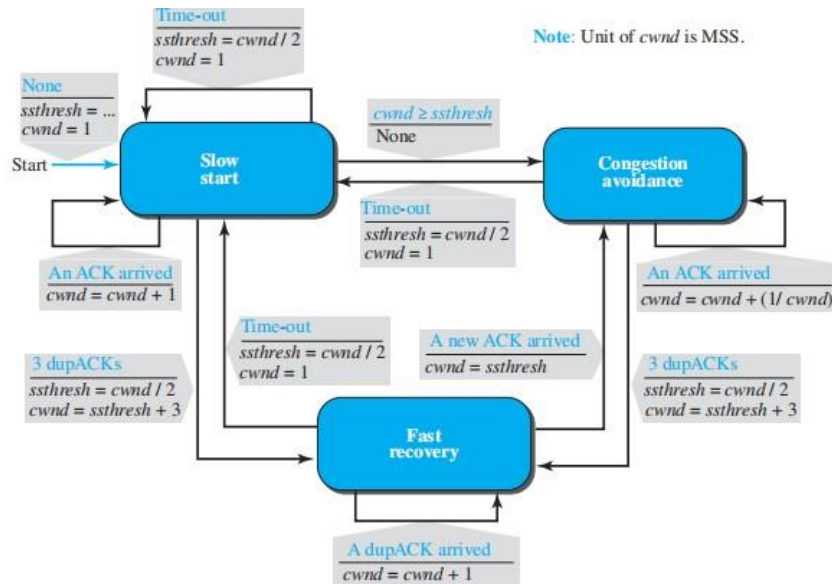 Time-out
ssthresh = cwnd / 2
cwnd = 1
Note: Unit of cwnd is MSS.
None
ssthresh = ...
cwnd = 1
Start
Slow
start
cwnd ≥ ssthresh
None
Congestion
avoidance
Time-out
ssthresh = cwnd / 2
cwnd = 1
An ACK arrived
cwnd = cwnd + 1
An ACK arrived
cwnd = cwnd + (1/ cwnd)
Time-out
ssthresh = cwnd / 2
cwnd = 1
A new ACK arrived
cwnd = ssthresh
3 dupACKs
ssthresh = cwnd / 2
cwnd = ssthresh + 3
3 dupACKs
ssthresh = cwnd / 2
cwnd = ssthresh + 3
Fast
recovery
A dupACK arrived
cwnd = cwnd + 1